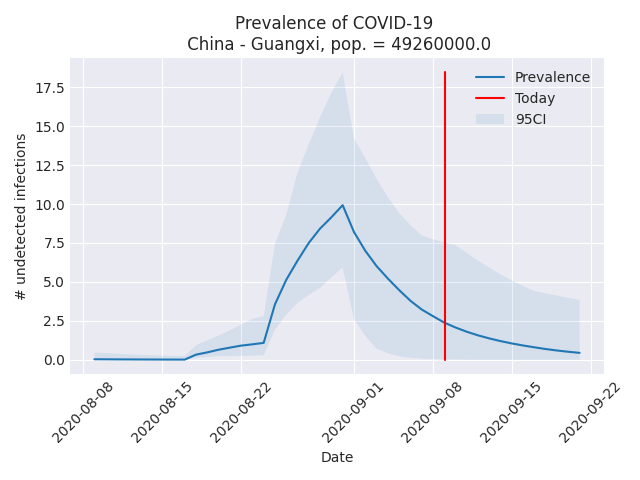 Prevalence of COVID-19
China - Guangxi, pop. = 49260000.0
Prevalence
Today
95CI
17.5
15.0
12.5
10.0
7.5
5.0
2.5
0.0
# undetected infections
2020-08-08
2020-08-15
2020-08-22
2020-09-01
2020-09-08
2020-09-15
2020-09-22
Date